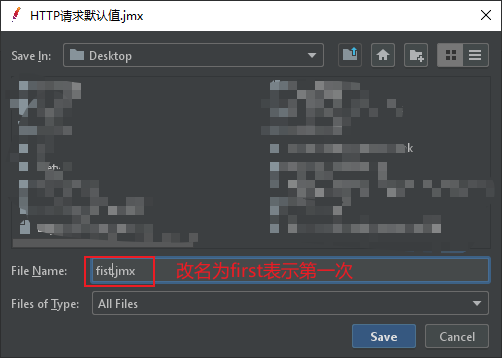 HTTP请求默认值.jmx
Save In:
Desktop
File Name:
fist.jmx
改名为first表示第一次
Files of Type:
All Files
Save
Cancel